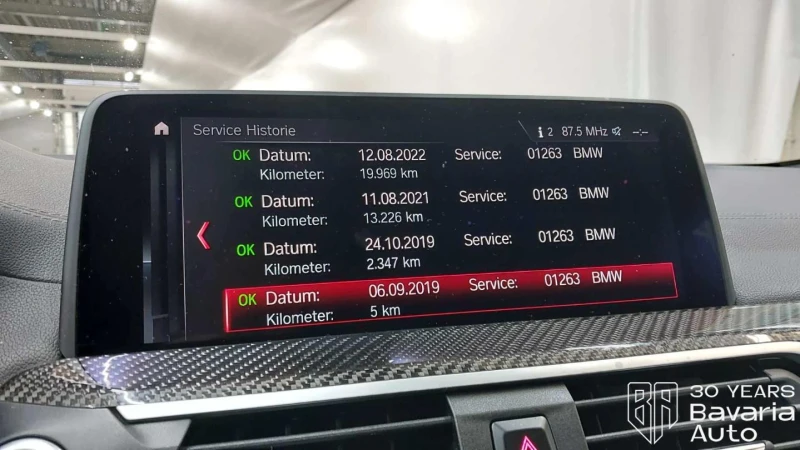 Service Historie
2 87.5 MHz --:--
OK Datum: 12.08.2022 Service: 01263 BMW
Kilometer: 19.969 km
OK Datum: 11.08.2021 Service: 01263 BMW
Kilometer: 13.226 km
OK Datum: 24.10.2019 Service: 01263 BMW
Kilometer: 2.347 km
OK Datum: 06.09.2019 Service: 01263 BMW
Kilometer: 5 km
BA 30 YEARS
Bavaria
Auto